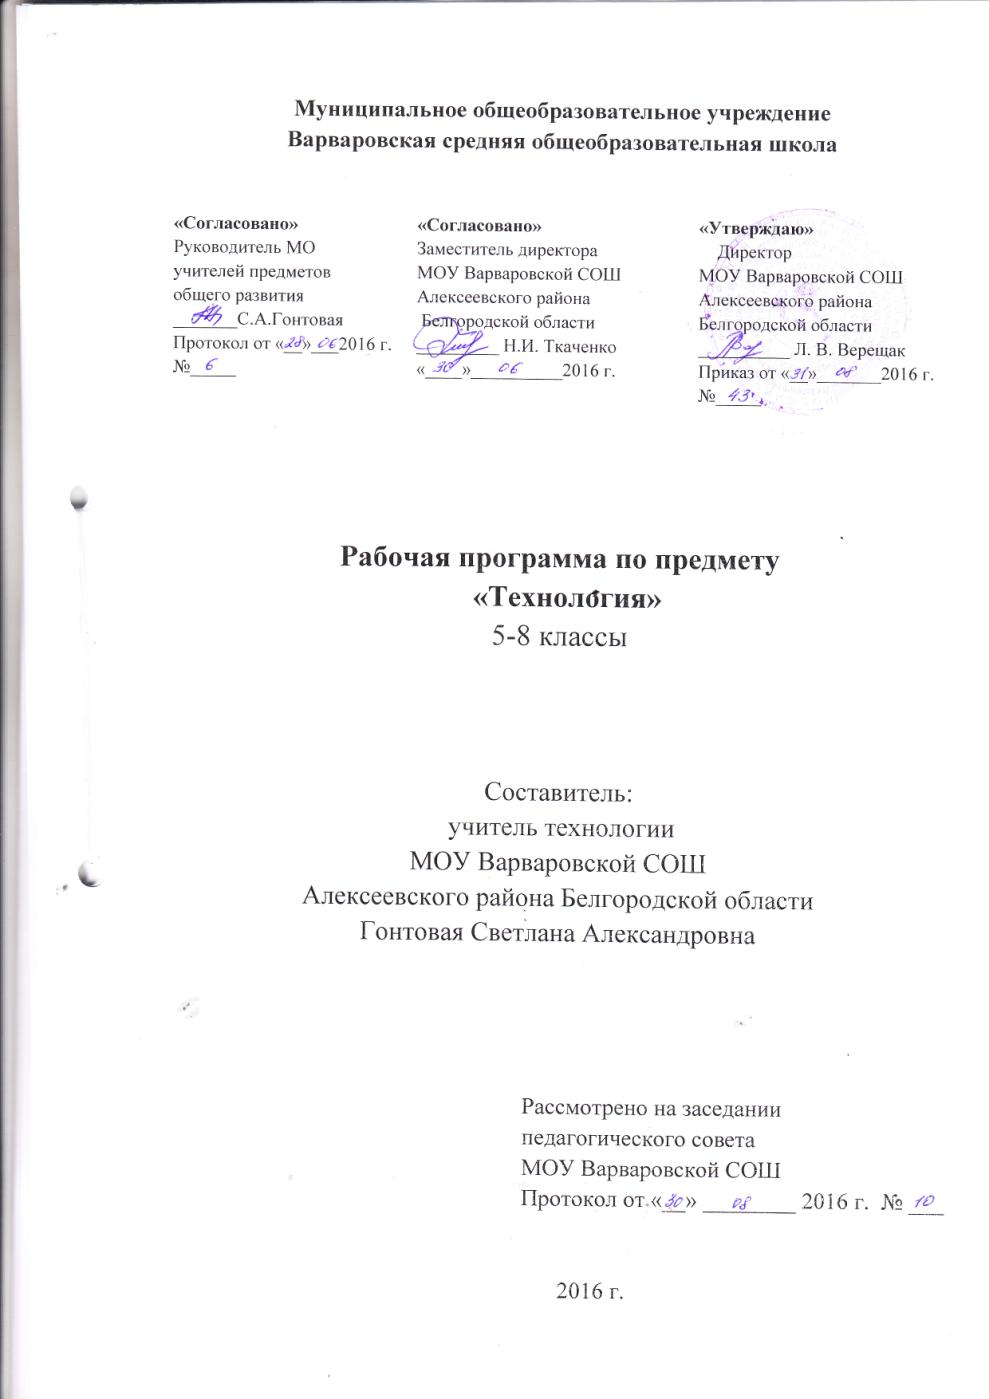 Муниципальное общеобразовательное учреждение
Варваровская средняя общеобразовательная школа
«Согласовано»
Руководитель МО
учителей предметов
общего развития
_______С.А.Гонтовая
Протокол от «28» 06 2016 г.
№ 6
«Согласовано»
Заместитель директора
МОУ Варваровской СОШ
Алексеевского района
Белгородской области
_________ Н.И. Ткаченко
«30» 06 2016 г.
«Утверждаю»
Директор
МОУ Варваровской СОШ
Алексеевского района
Белгородской области
__________ Л. В. Верещак
Приказ от «31» 08 2016 г.
№ 43
Рабочая программа по предмету
«Технология»
5-8 классы
Составитель:
учитель технологии
МОУ Варваровской СОШ
Алексеевского района Белгородской области
Гонтовая Светлана Александровна
Рассмотрено на заседании
педагогического совета
МОУ Варваровской СОШ
Протокол от «30» 08 2016 г. № 10
2016 г.